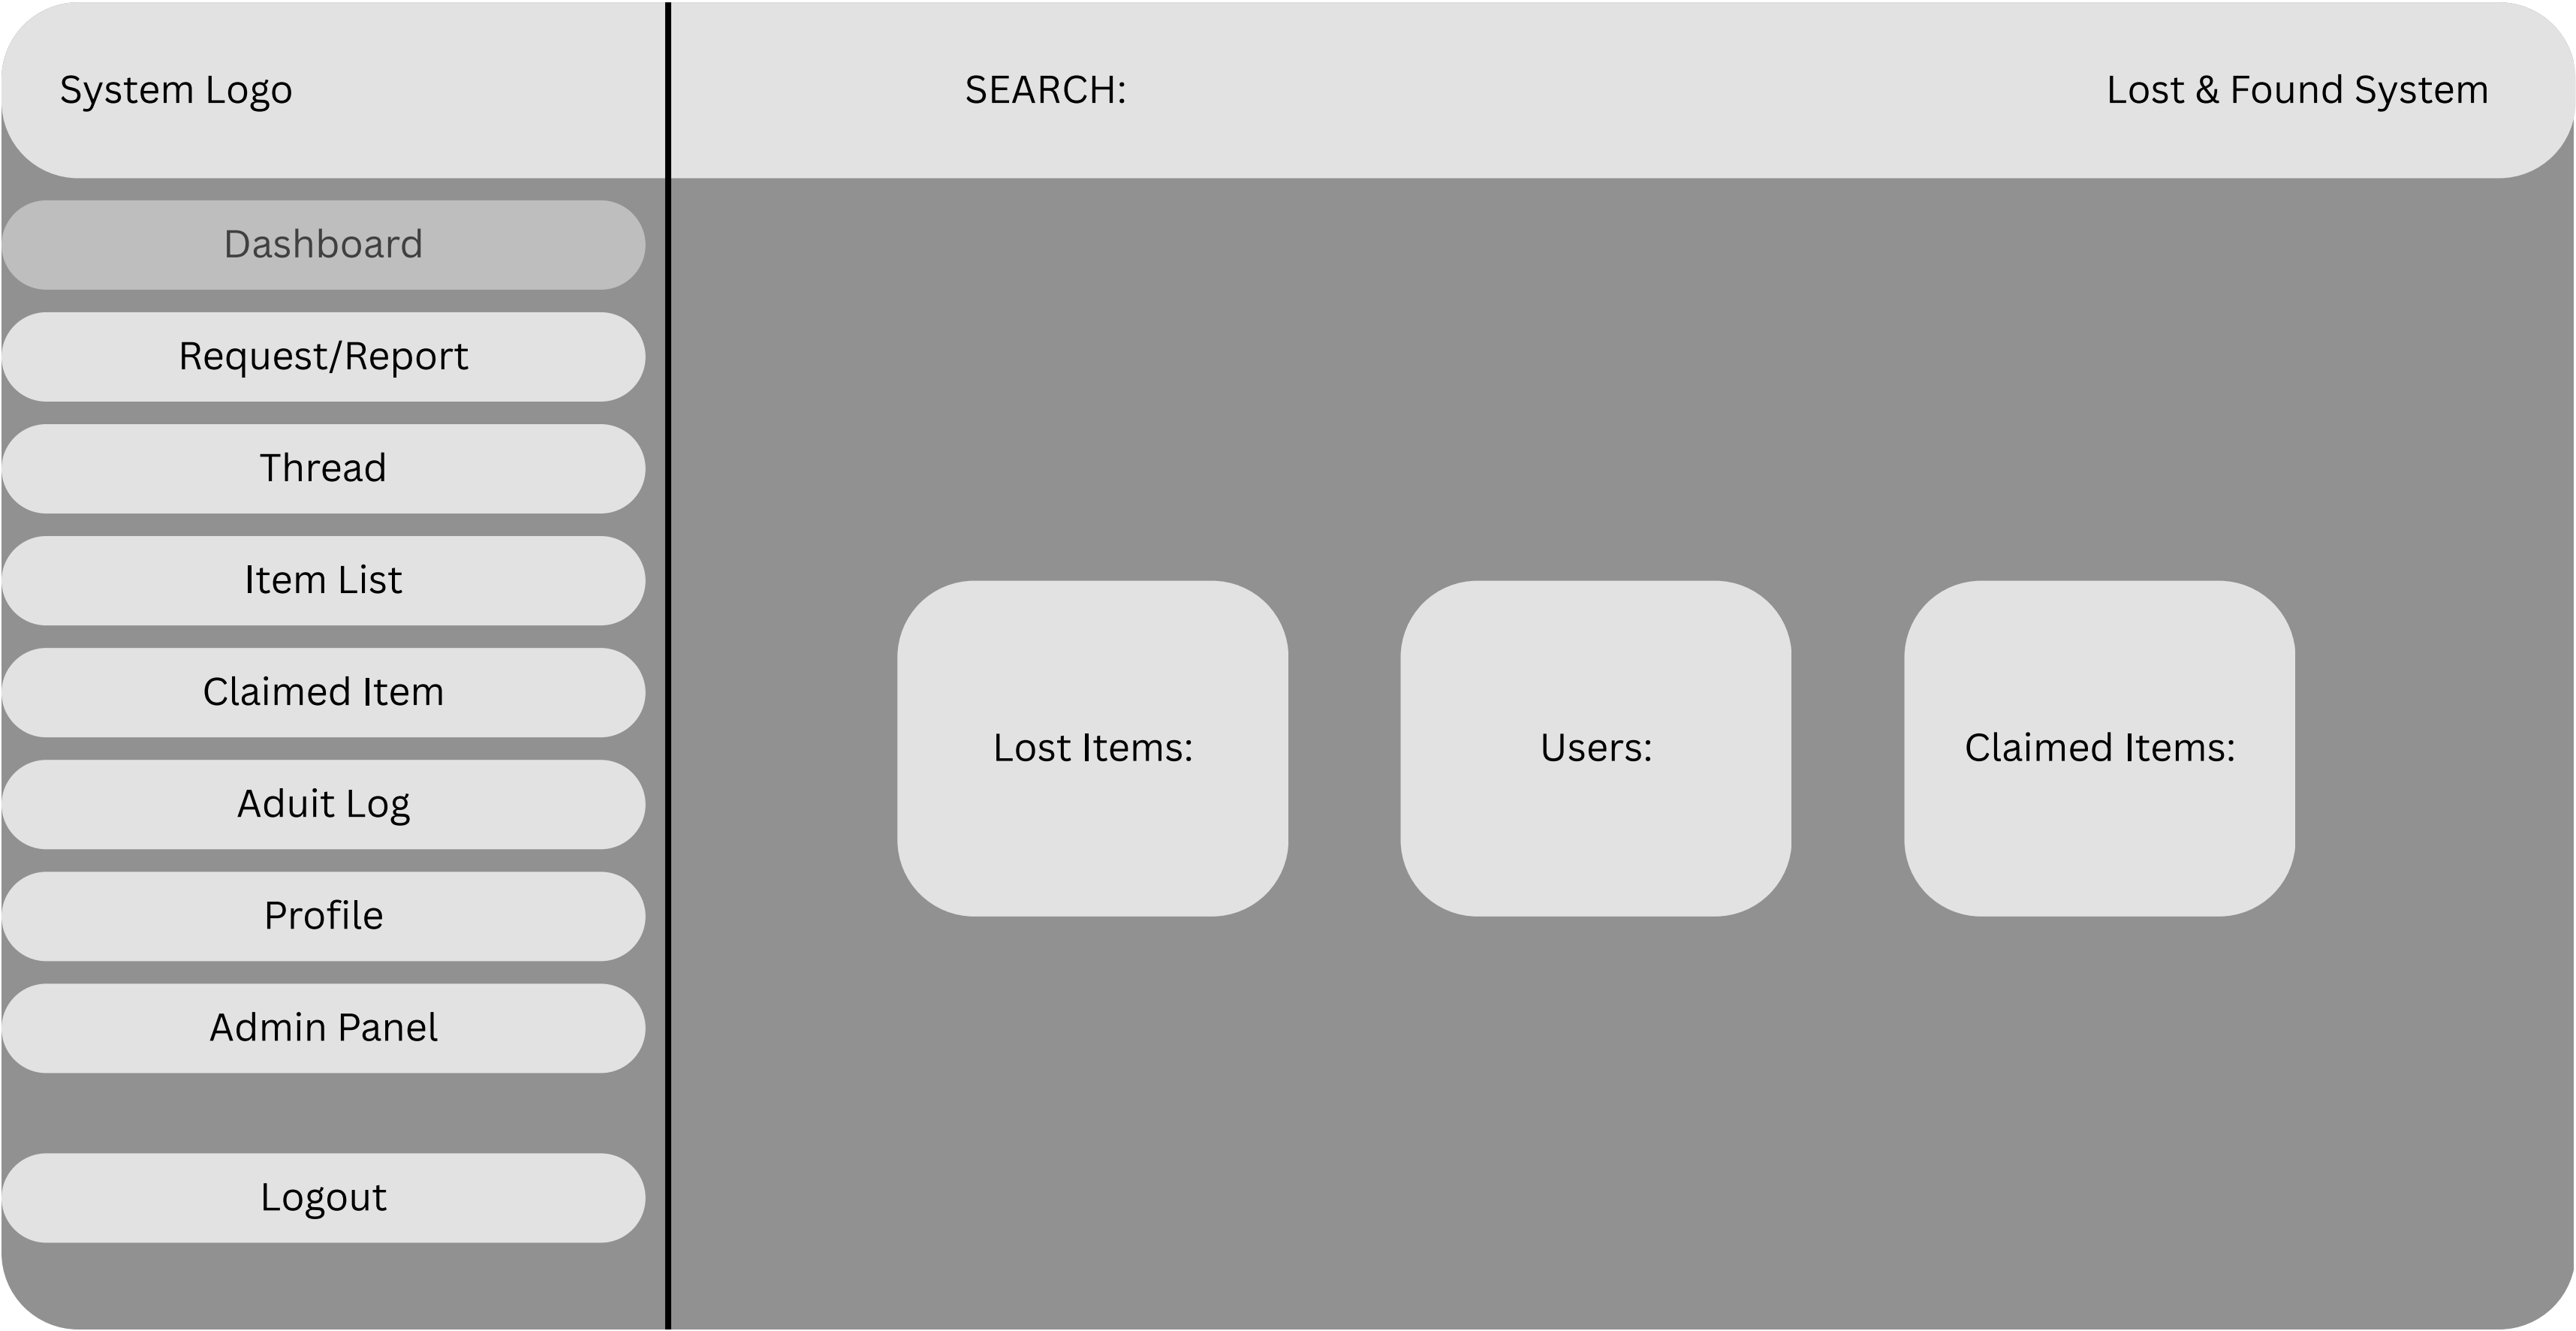 System Logo
SEARCH:
Lost & Found System
Dashboard
Request/Report
Thread
Item List
Claimed Item
Aduit Log
Profile
Admin Panel
Logout
Lost Items:
Users:
Claimed Items: